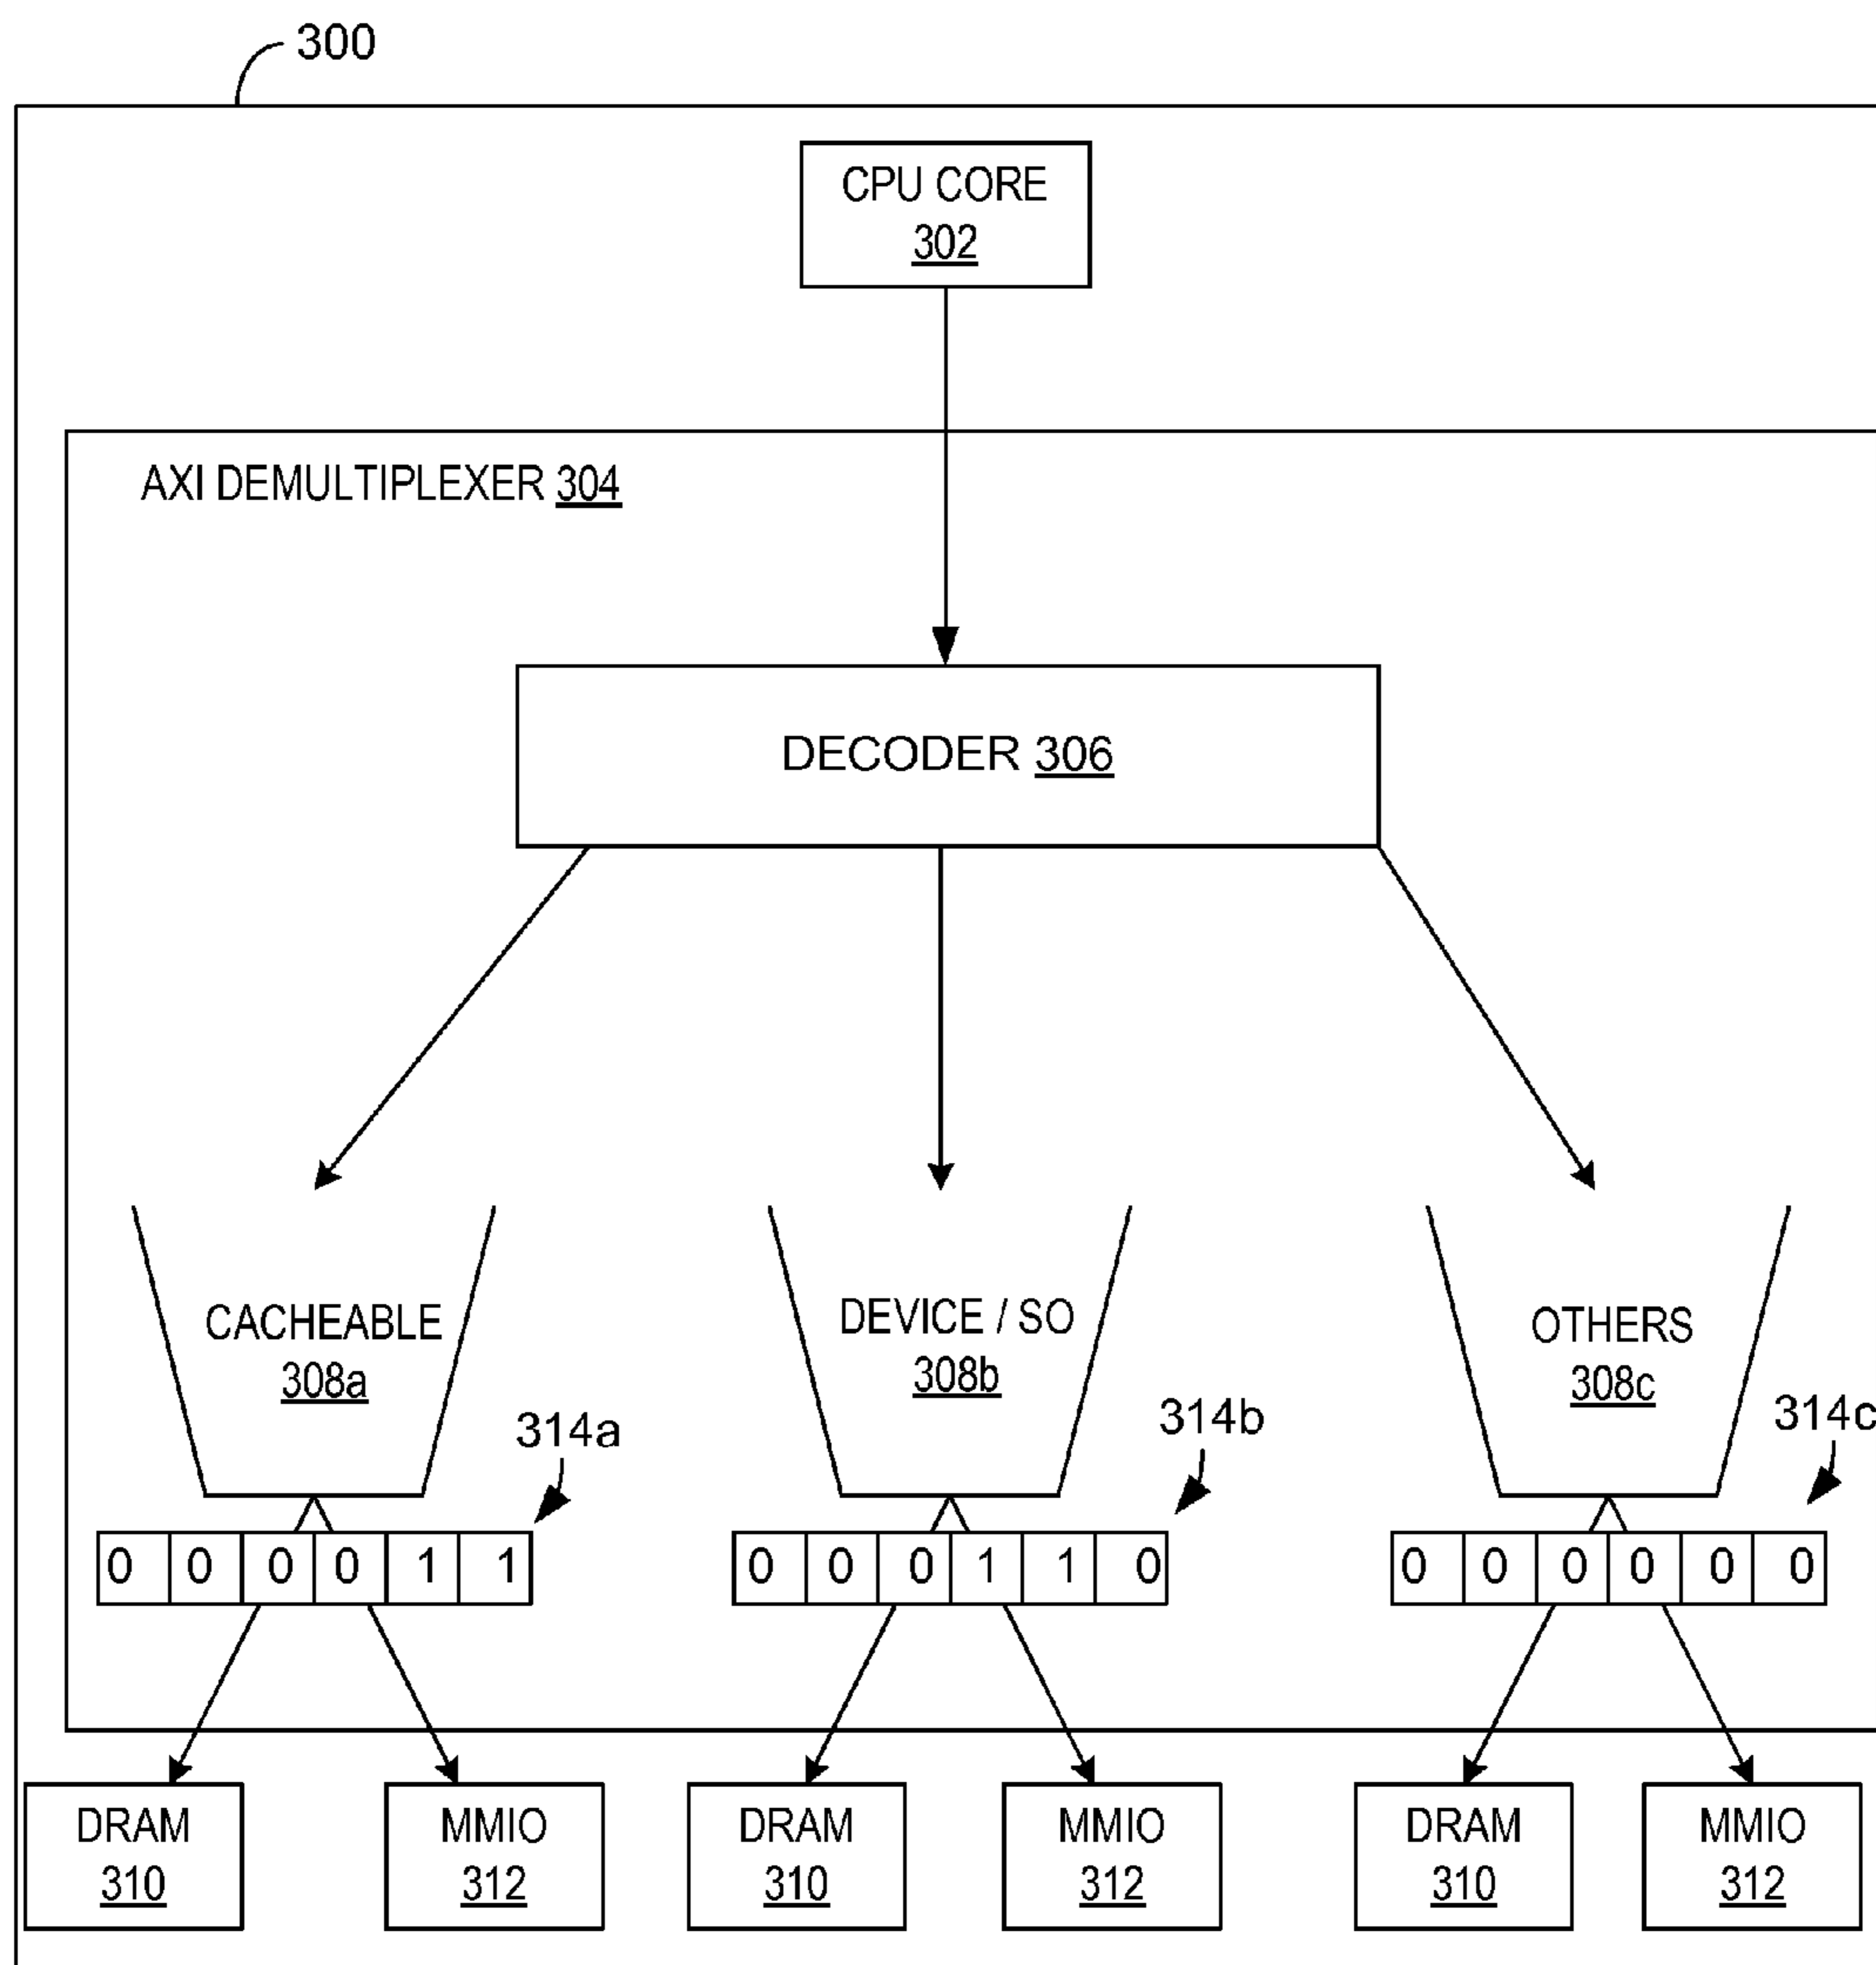 300
CPU CORE
302
AXI DEMULTIPLEXER 304
DECODER 306
CACHEABLE
308a
DEVICE / SO
308b
OTHERS
308c
314a
314b
314c
0 0 0 0 1 1
0 0 0 1 1 0
0 0 0 0 0 0
DRAM
310
MMIO
312
DRAM
310
MMIO
312
DRAM
310
MMIO
312